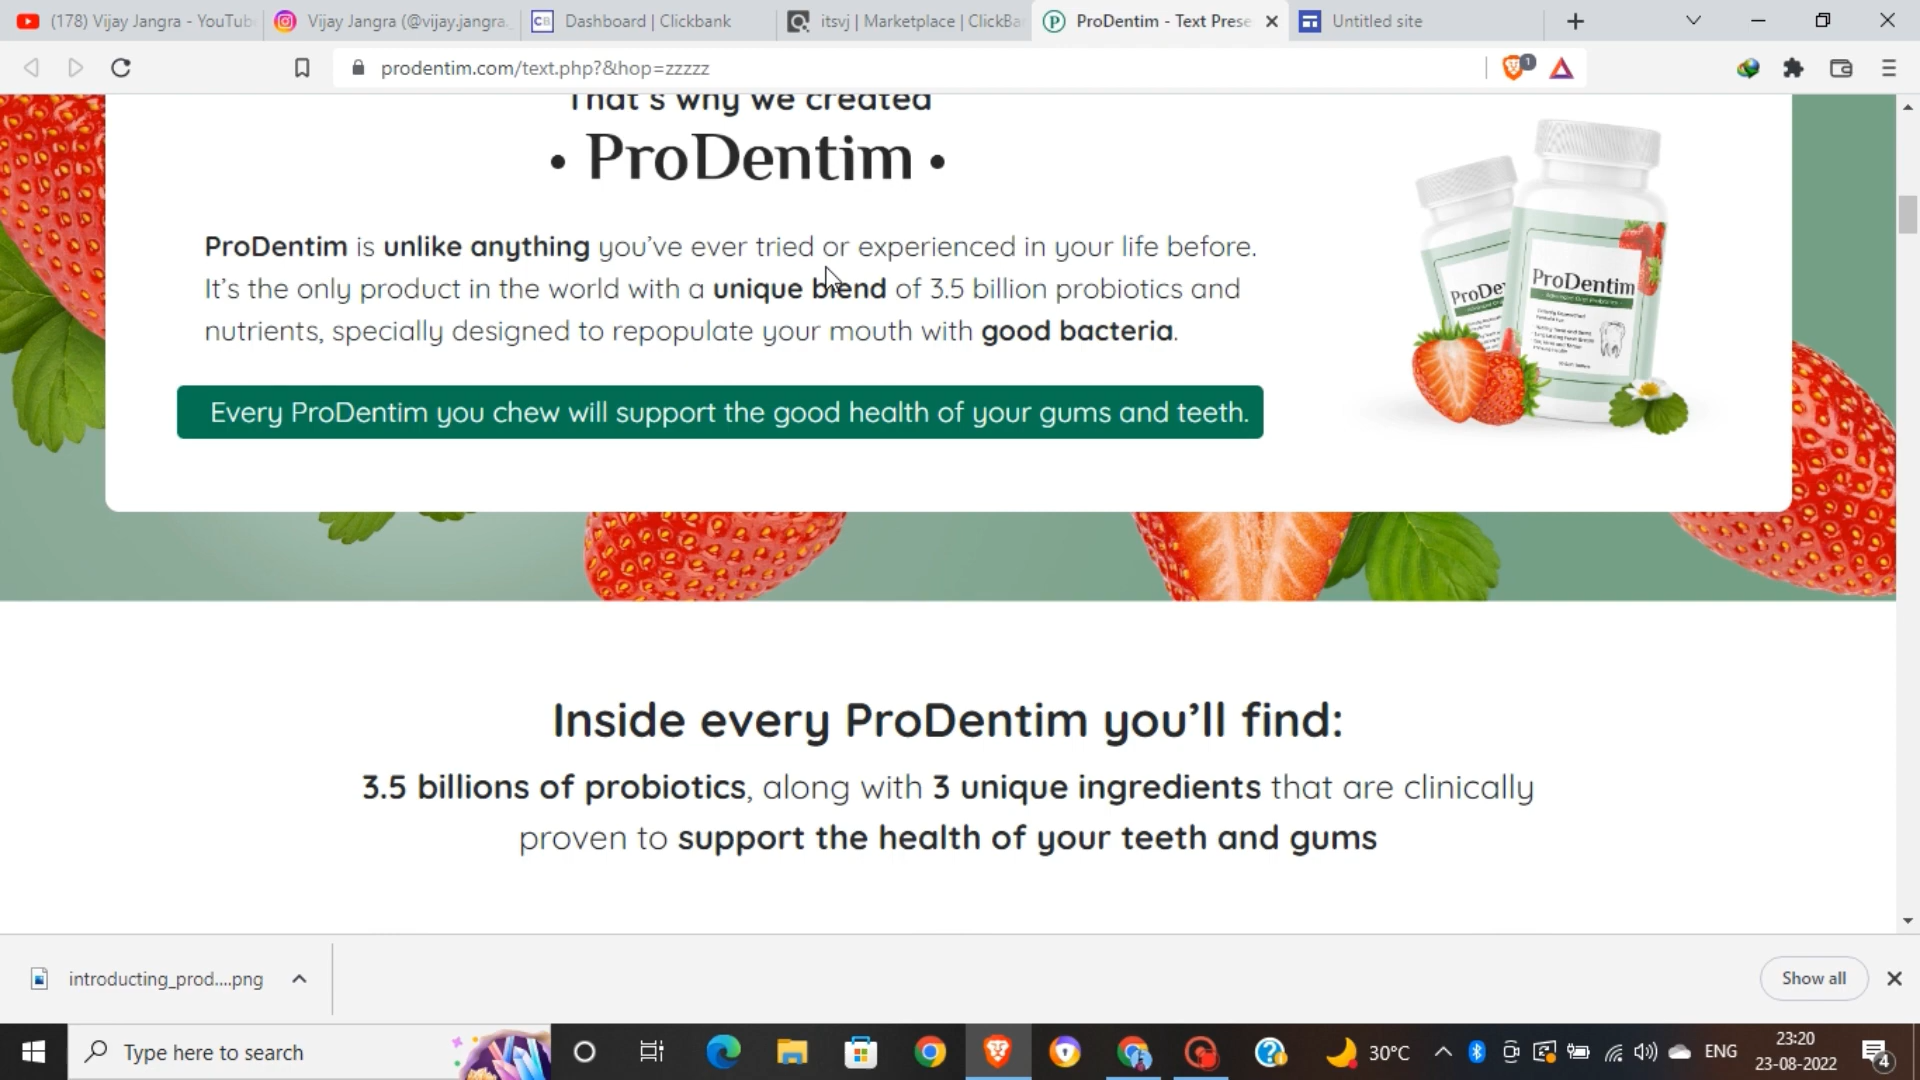 (178) Vijay Jangra - YouTub
Vijay Jangra (@vijay.jangra.
CB Dashboard | Clickbank
itsvj | Marketplace | ClickBa
ProDentim - Text Prese
Untitled site
prodentim.com/text.php?&hop=zzzzz
1
That's why we created
• ProDentim •
ProDentim is unlike anything you've ever tried or experienced in your life before.
It's the only product in the world with a unique blend of 3.5 billion probiotics and
nutrients, specially designed to repopulate your mouth with good bacteria.
Every ProDentim you chew will support the good health of your gums and teeth.
ProDe
ProDentim
Inside every ProDentim you'll find:
3.5 billions of probiotics, along with 3 unique ingredients that are clinically
proven to support the health of your teeth and gums
introducting_prod....png
Show all
Type here to search
30°C
ENG
23:20
23-08-2022
4